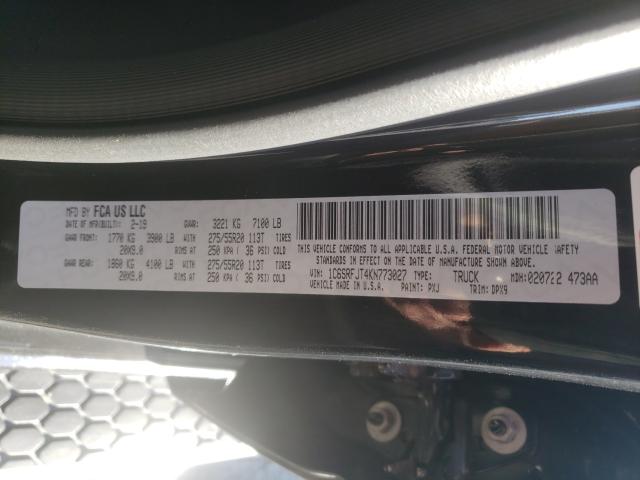 MFD BY FCA US LLC
DATE OF MFR(BUILT): 2-19 GVWR: 3221 KG 7100 LB
GAWR FRONT: 1770 KG 3900 LB WITH 275/55R20 113T TIRES
20X9.0 RIMS AT 250 KPA ( 36 PSI) COLD
GAWR REAR: 1860 KG 4100 LB WITH 275/55R20 113T TIRES
20X9.0 RIMS AT 250 KPA ( 36 PSI) COLD
THIS VEHICLE CONFORMS TO ALL APPLICABLE U.S.A. FEDERAL MOTOR VEHICLE SAFETY
STANDARDS IN EFFECT ON THE DATE OF MANUFACTURE SHOWN ABOVE.
VIN: 1C6SRFJT4KN773027 TYPE: TRUCK MDH: 020722 473AA
VEHICLE MADE IN U.S.A. PAINT: PXJ TRIM: DPX9